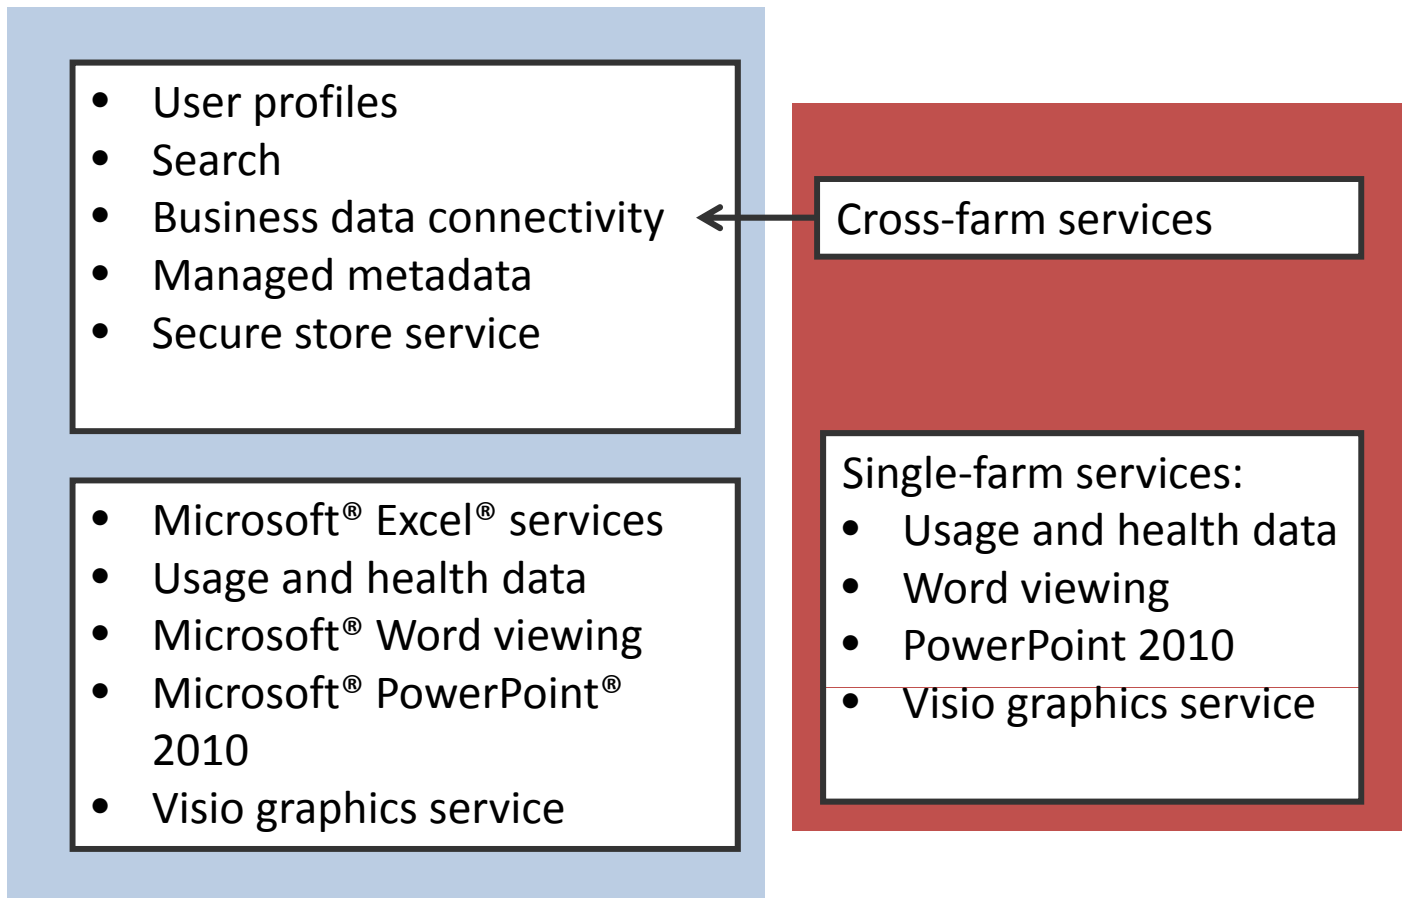 • User profiles
• Search
• Business data connectivity
• Managed metadata
• Secure store service
• Microsoft® Excel® services
• Usage and health data
• Microsoft® Word viewing
• Microsoft® PowerPoint®
2010
• Visio graphics service
Cross-farm services
Single-farm services:
• Usage and health data
• Word viewing
• PowerPoint 2010
• Visio graphics service